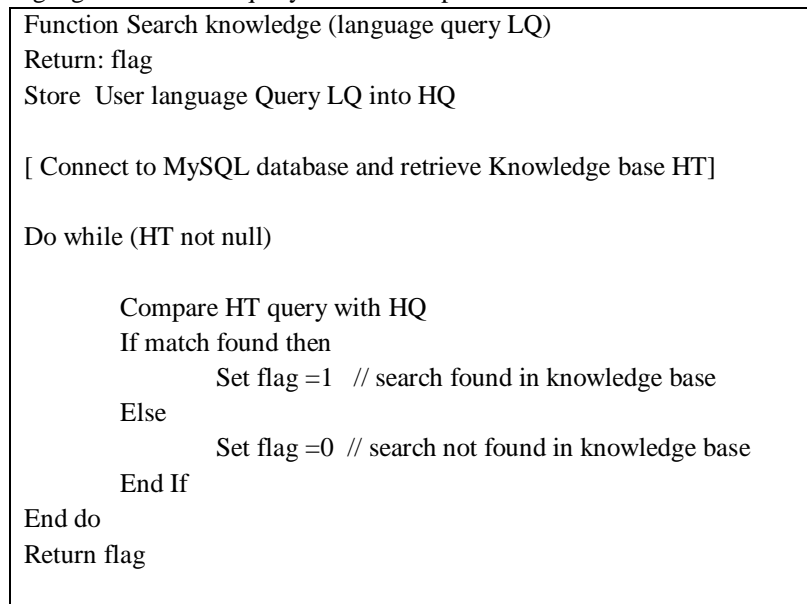 Function Search knowledge (language query LQ)
Return: flag
Store User language Query LQ into HQ
[ Connect to MySQL database and retrieve Knowledge base HT]
Do while (HT not null)
Compare HT query with HQ
If match found then
Set flag =1 // search found in knowledge base
Else
Set flag =0 // search not found in knowledge base
End If
End do
Return flag